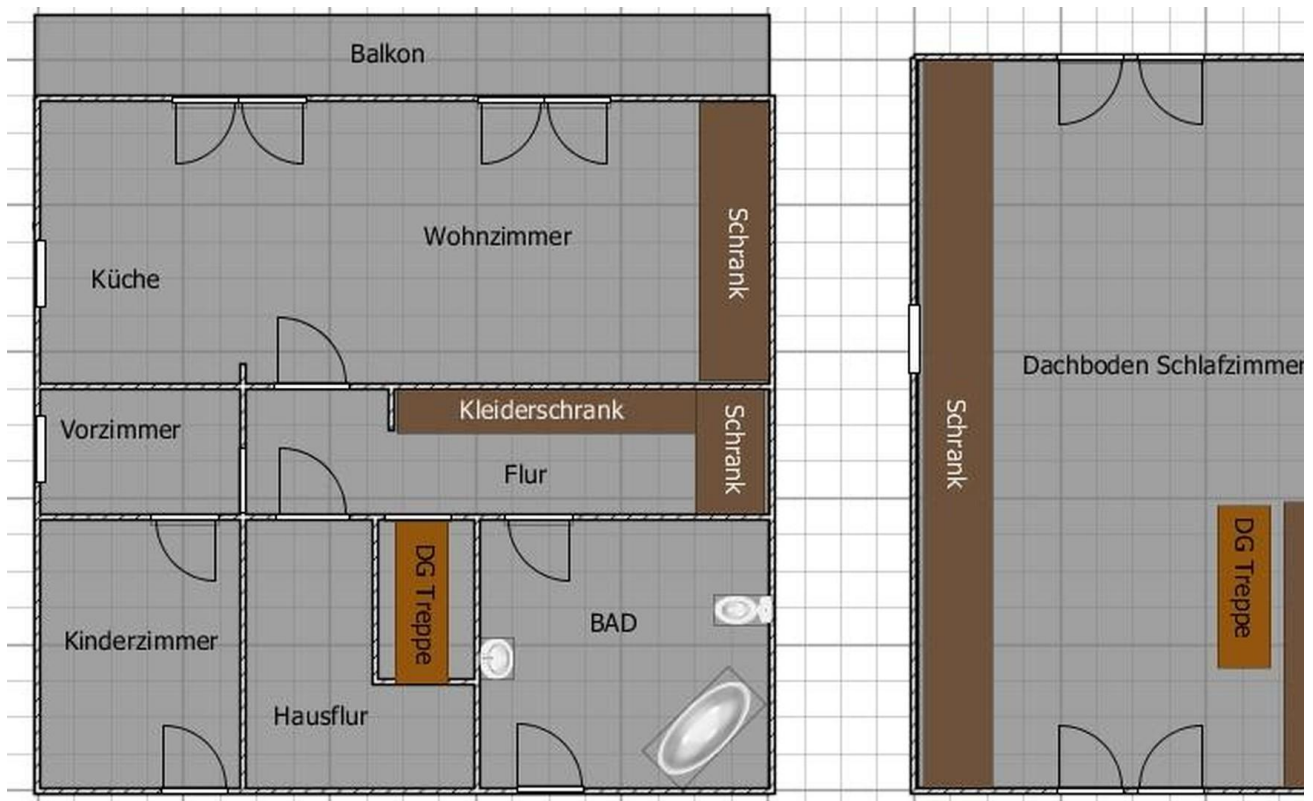 Balkon
Wohnzimmer
Schrank
Küche
Kleiderschrank
Schrank
Vorzimmer
Flur
DG Treppe
BAD
Kinderzimmer
Hausflur
Dachboden Schlafzimmer
Schrank
DG Treppe